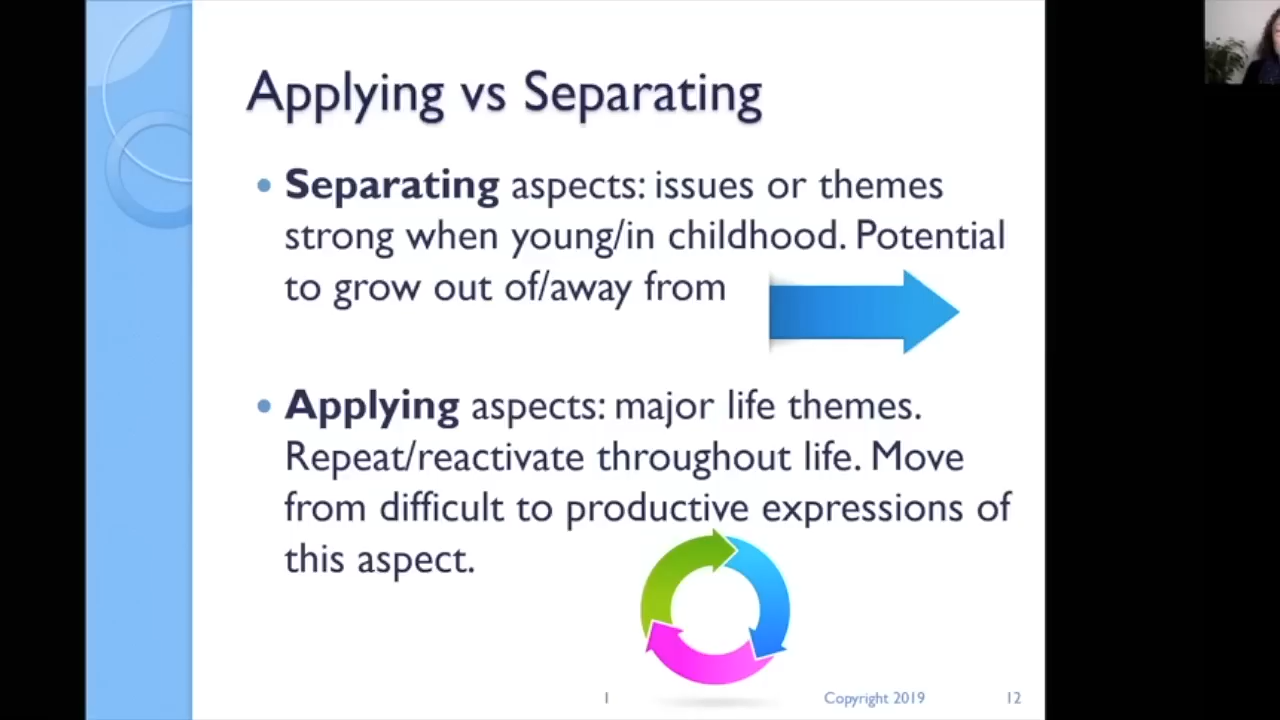 Applying vs Separating
• Separating aspects: issues or themes
strong when young/in childhood. Potential
to grow out of/away from
• Applying aspects: major life themes.
Repeat/reactivate throughout life. Move
from difficult to productive expressions of
this aspect.
1 Copyright 2019 12